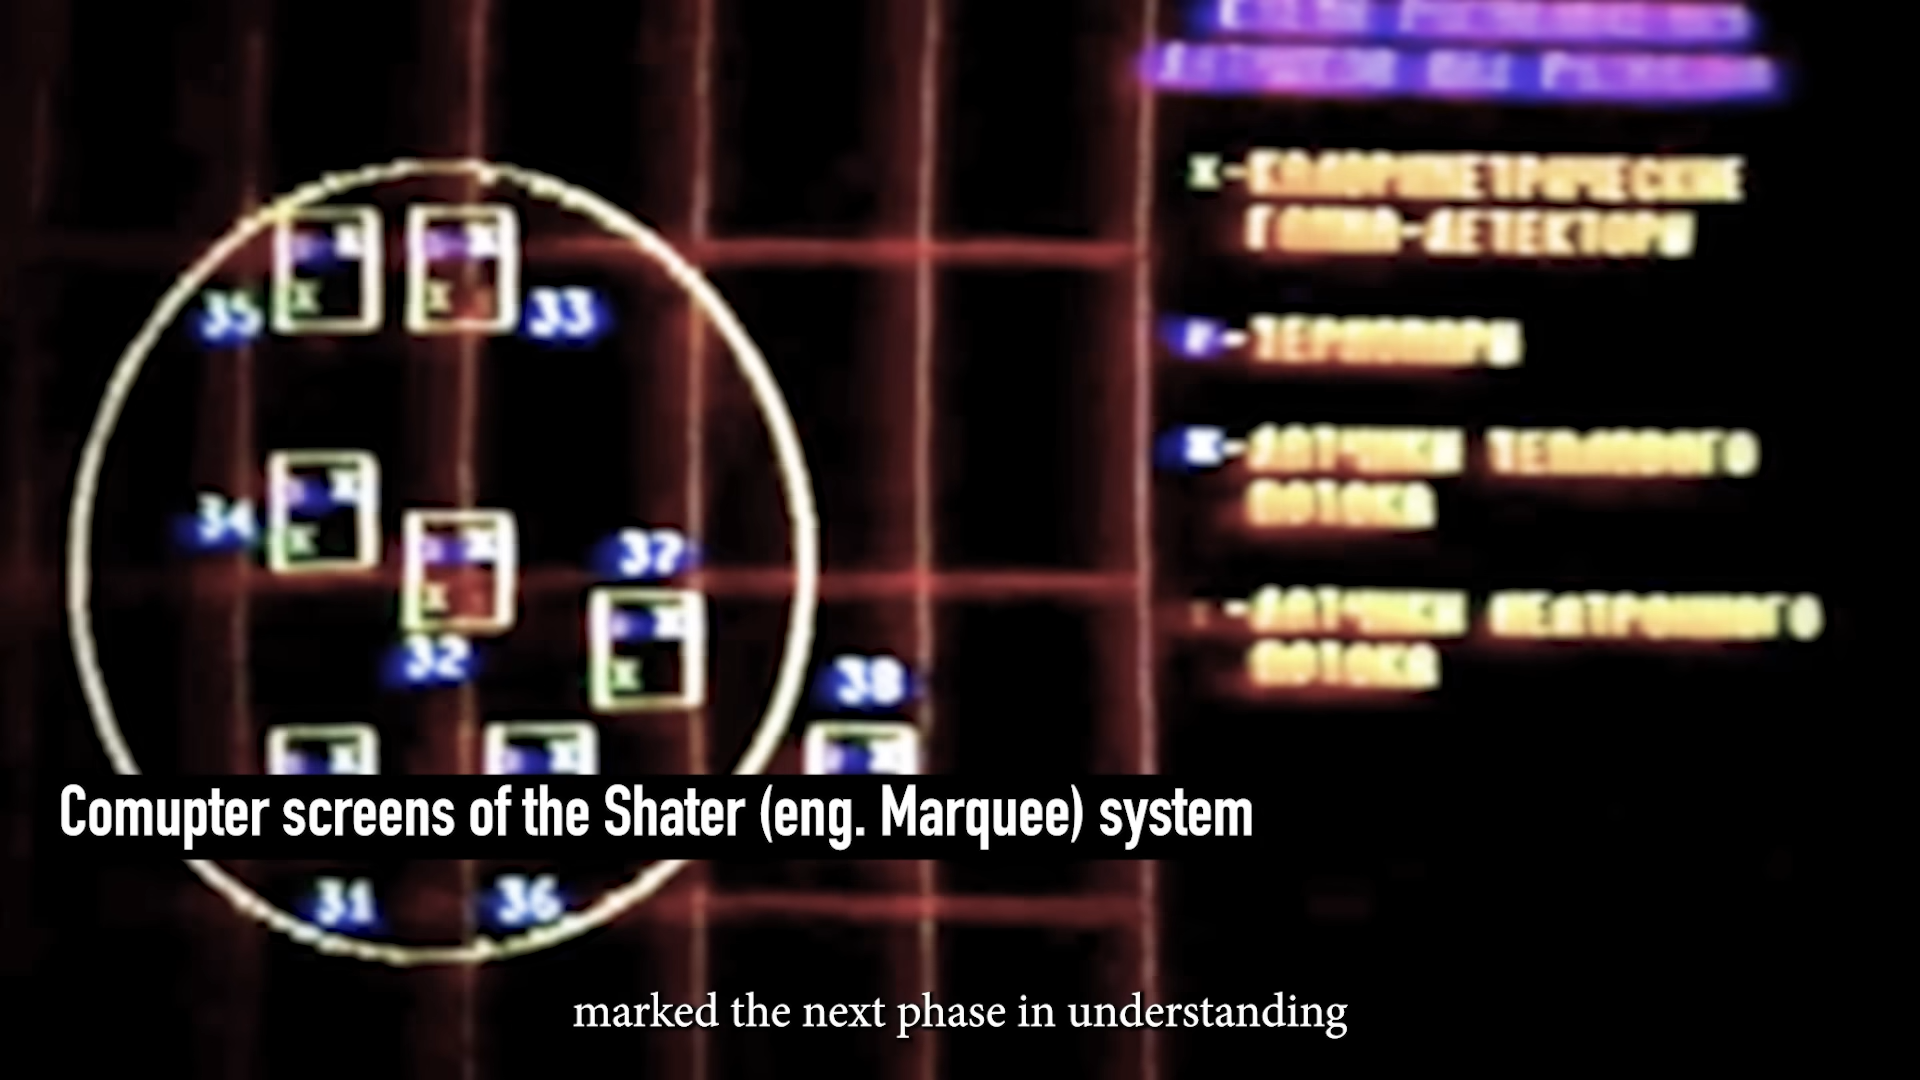 x-КАЛОРИМЕТРИЧЕСКИЕ
ГАММА-ДЕТЕКТОРЫ
35
33
-ТЕРМОПАРЫ
-ДАТЧИКИ ТЕПЛОВОГО
ПОТОКА
34
37
-ДАТЧИКИ НЕЙТРОННОГО
ПОТОКА
32
38
Comupter screens of the Shater (eng. Marquee) system
31
36
marked the next phase in understanding